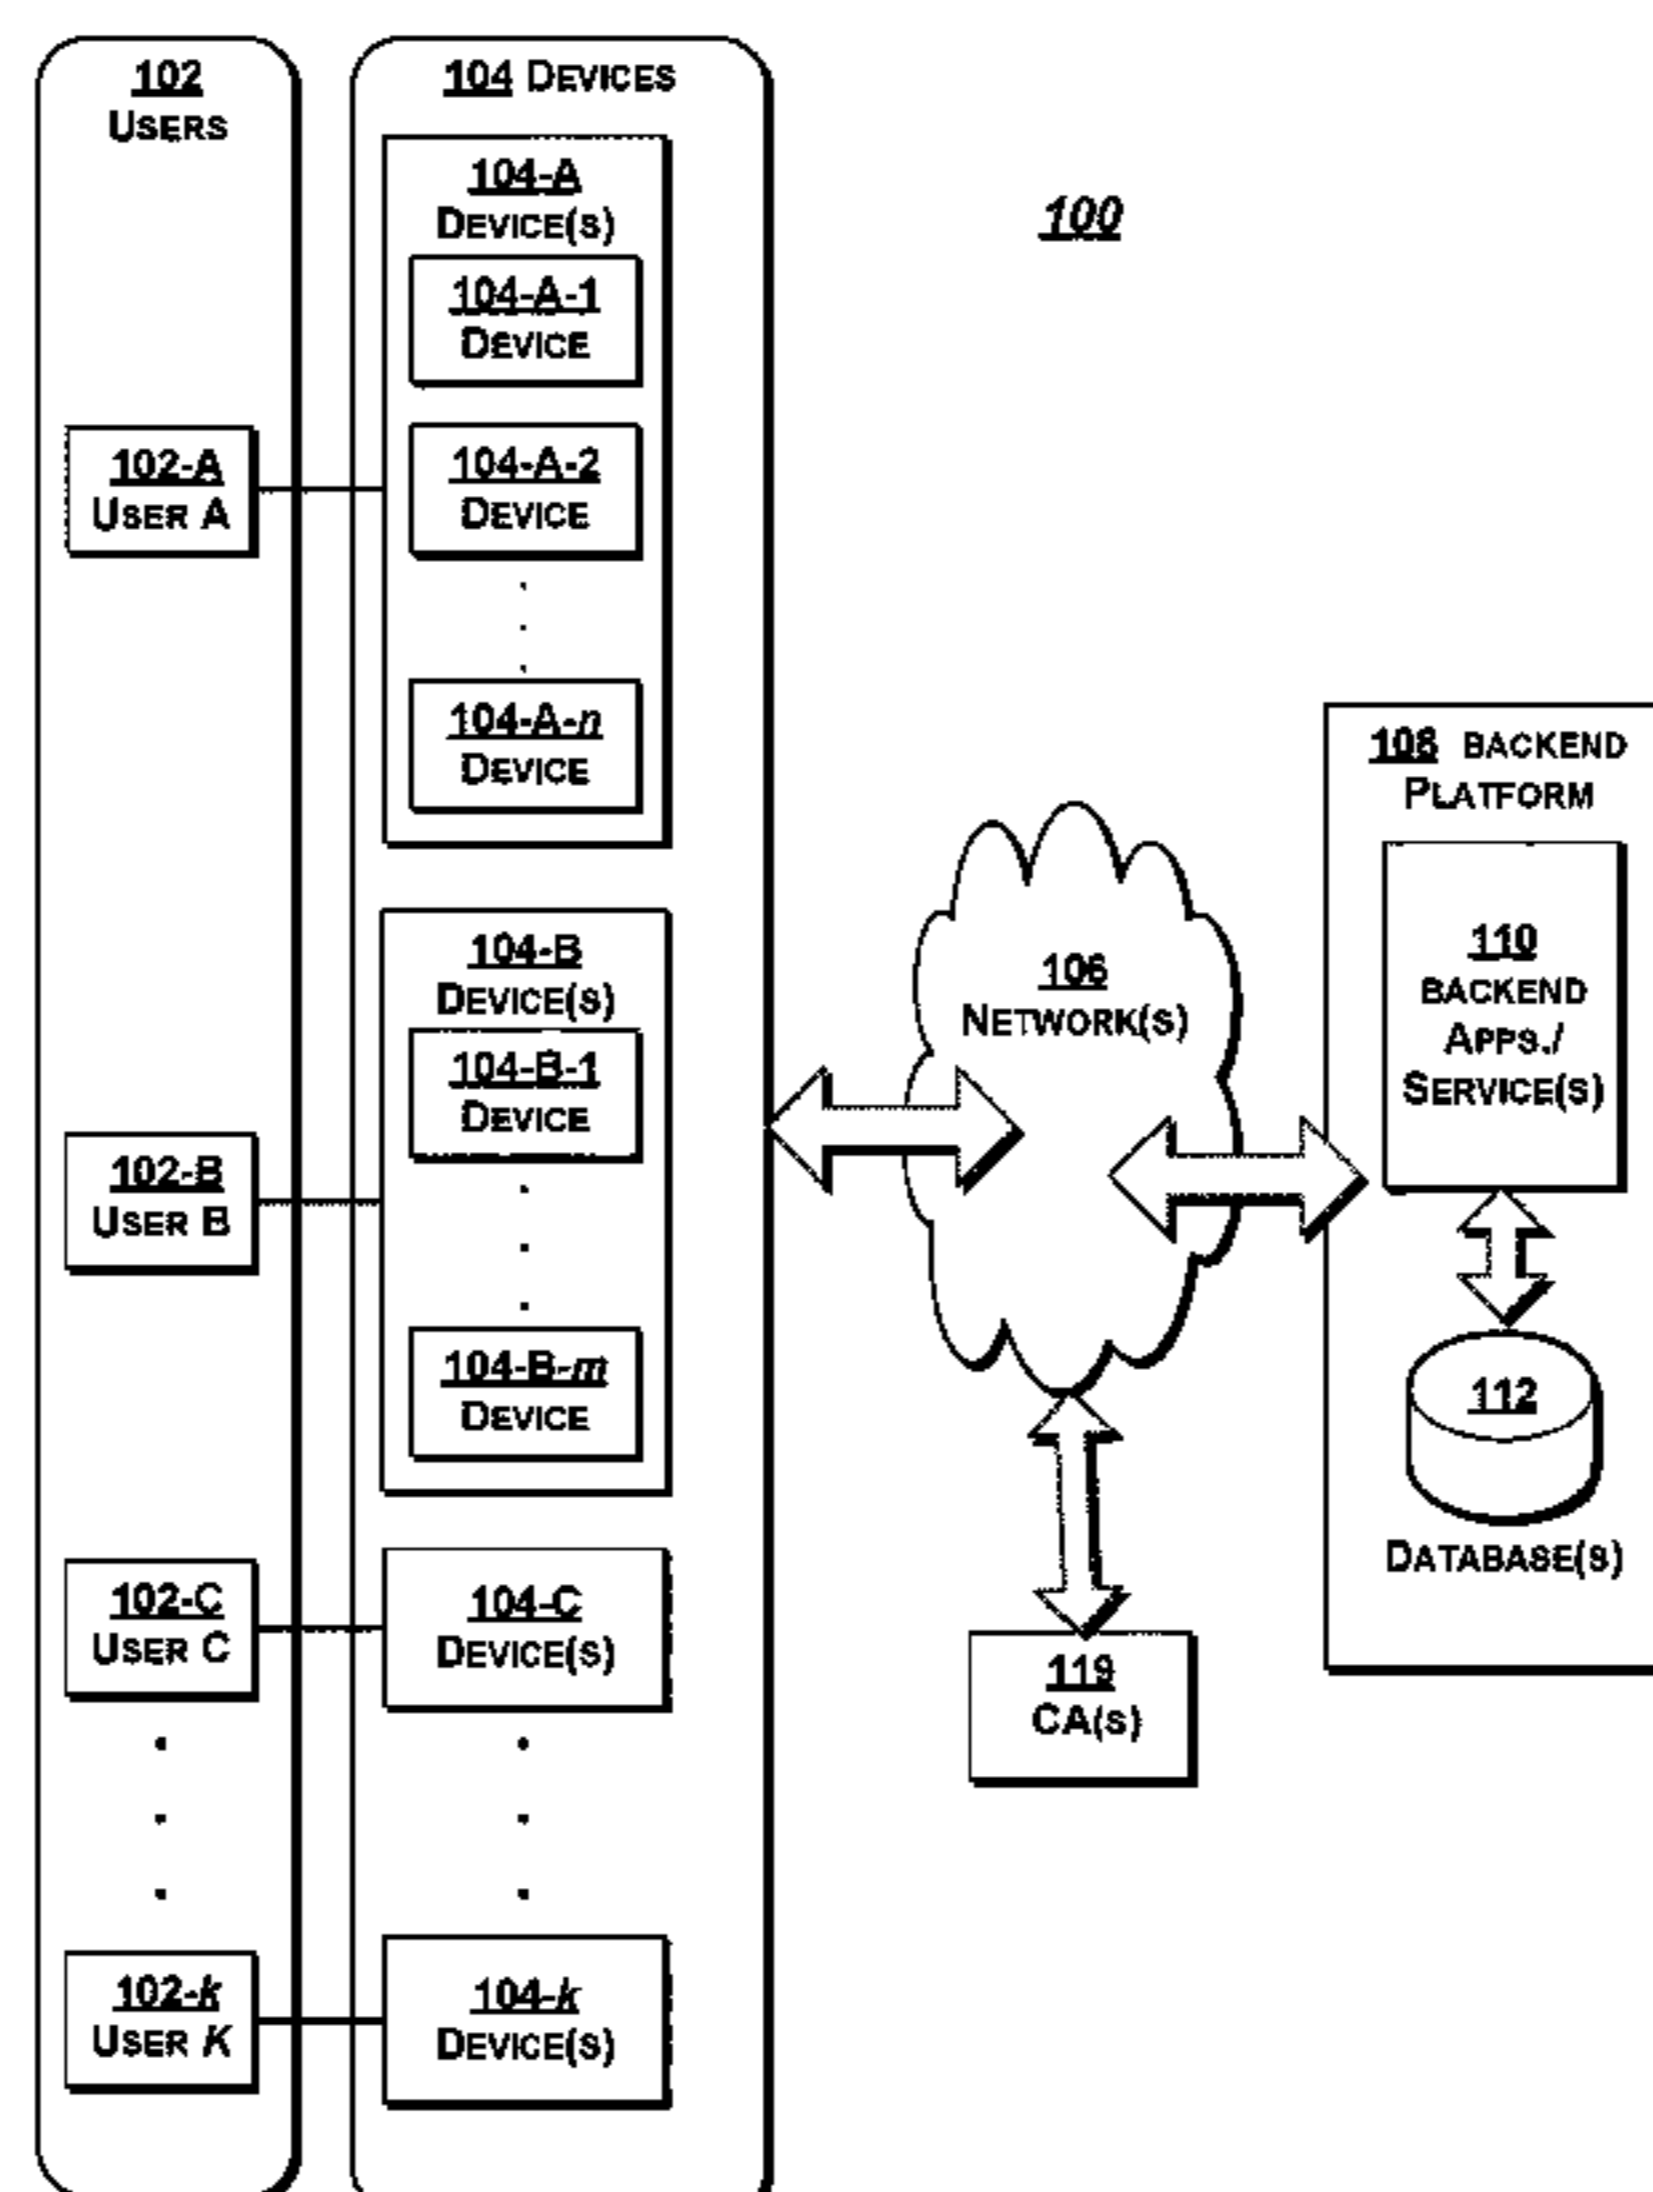 102
USERS
104 DEVICES
104-A
DEVICE(S)
104-A-1
DEVICE
102-A
USER A
104-A-2
DEVICE
104-A-n
DEVICE
104-B
DEVICE(S)
104-B-1
DEVICE
102-B
USER B
104-B-m
DEVICE
102-C
USER C
104-C
DEVICE(S)
102-k
USER K
104-k
DEVICE(S)
100
106
NETWORK(S)
119
CA(S)
108 BACKEND
PLATFORM
110
BACKEND
APPS./
SERVICE(S)
112
DATABASE(S)